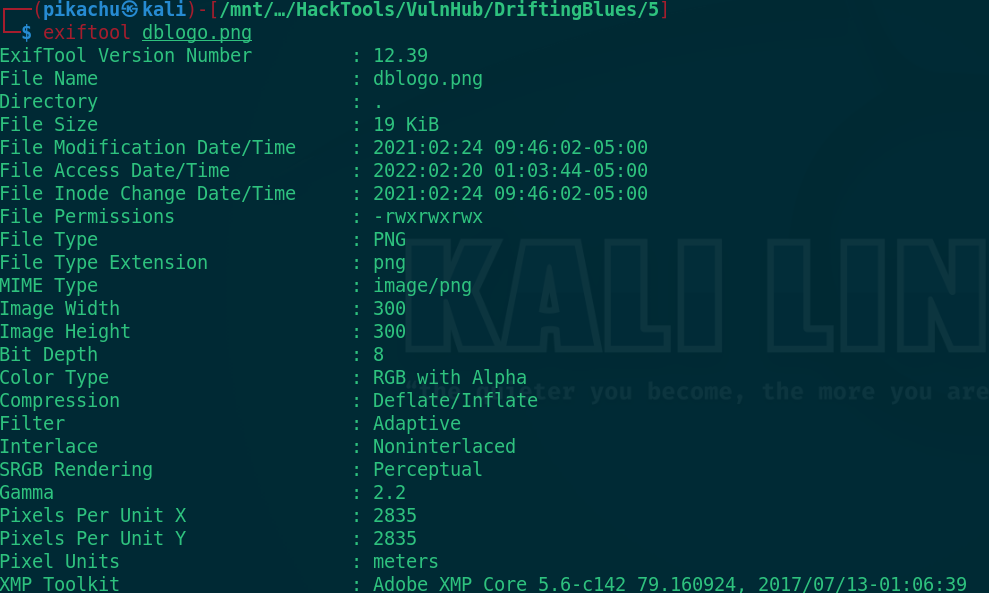 (pikachu㉿kali)-[/mnt/…/HackTools/VulnHub/DriftingBlues/5]
$ exiftool dblogo.png
ExifTool Version Number : 12.39
File Name : dblogo.png
Directory : .
File Size : 19 KiB
File Modification Date/Time : 2021:02:24 09:46:02-05:00
File Access Date/Time : 2022:02:20 01:03:44-05:00
File Inode Change Date/Time : 2021:02:24 09:46:02-05:00
File Permissions : -rwxrwxrwx
File Type : PNG
File Type Extension : png
MIME Type : image/png
Image Width : 300
Image Height : 300
Bit Depth : 8
Color Type : RGB with Alpha
Compression : Deflate/Inflate
Filter : Adaptive
Interlace : Noninterlaced
SRGB Rendering : Perceptual
Gamma : 2.2
Pixels Per Unit X : 2835
Pixels Per Unit Y : 2835
Pixel Units : meters
XMP Toolkit : Adobe XMP Core 5.6-c142 79.160924, 2017/07/13-01:06:39
KALI LIN
"the quieter you become, the more you are